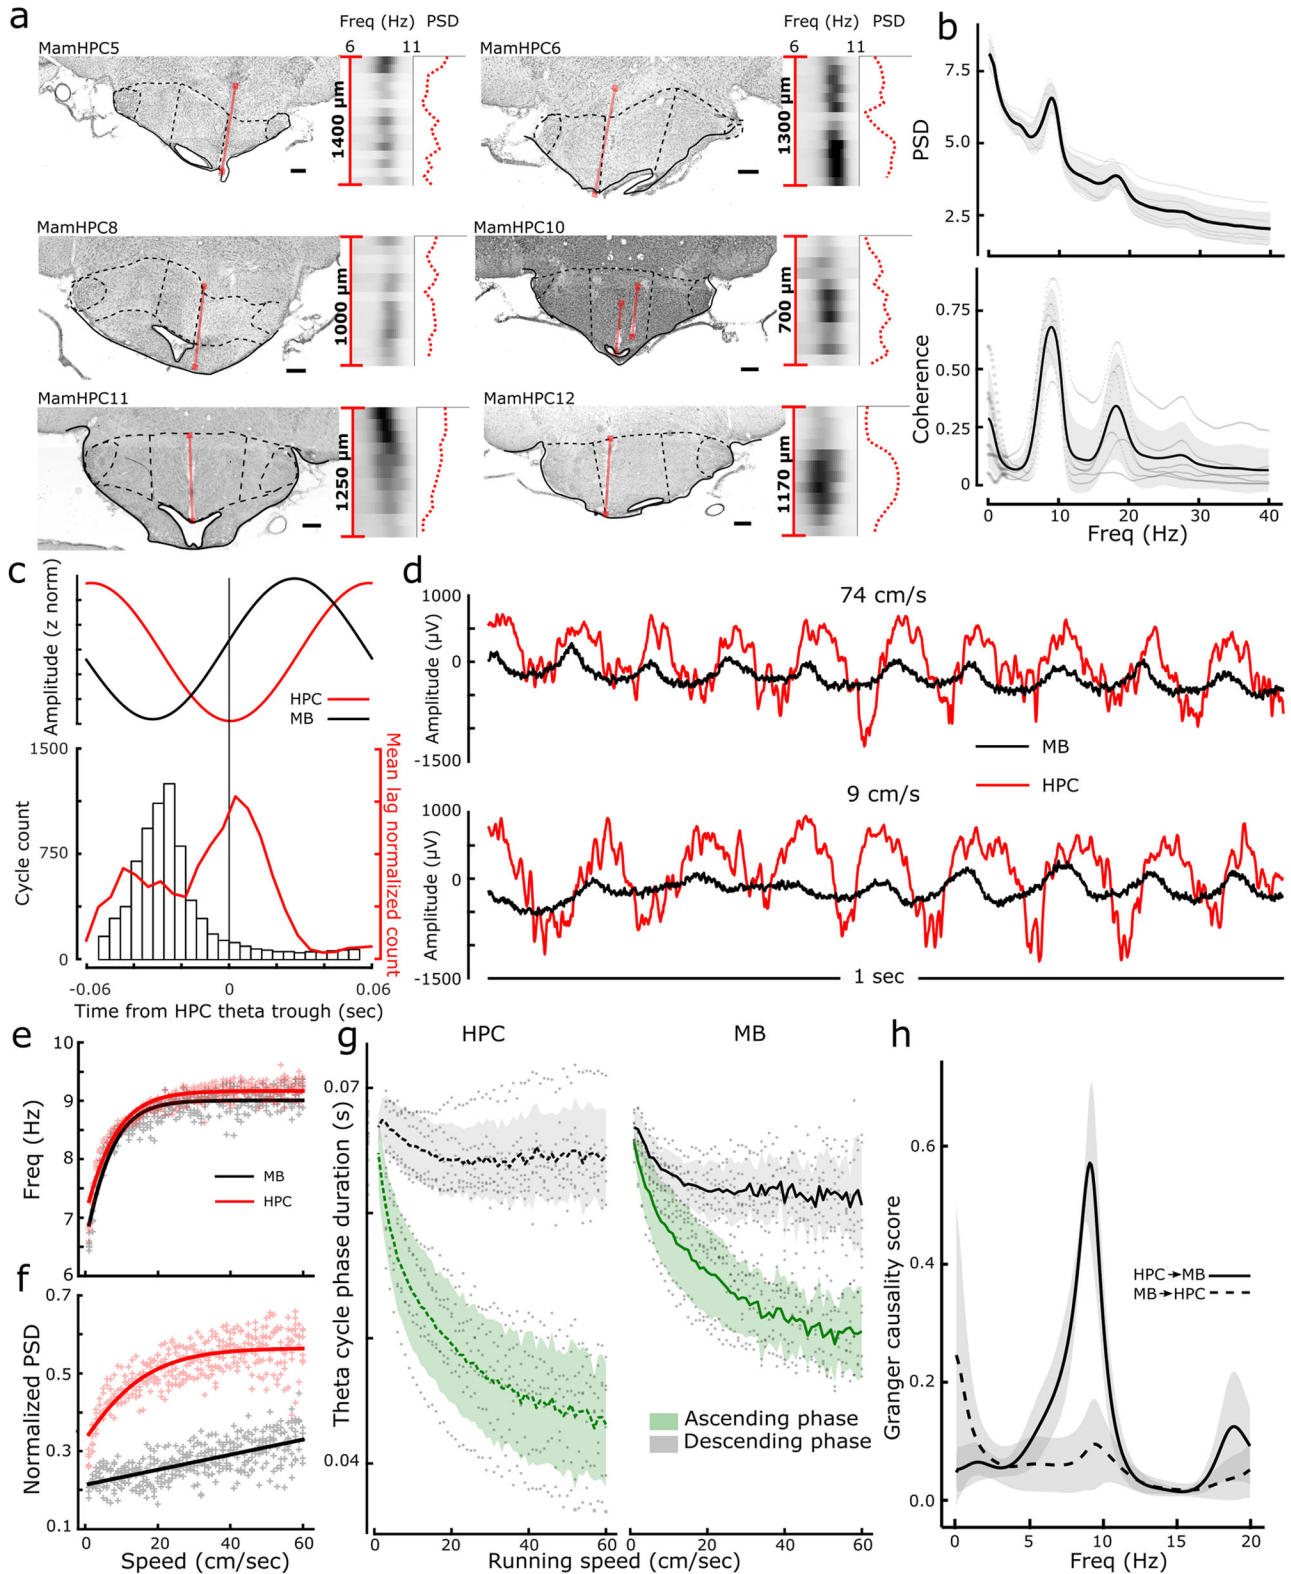 a
Freq (Hz) PSD
MamHPC5
6 11
1400 µm
Freq (Hz) PSD
MamHPC6
6 11
1300 µm
MamHPC8
1000 µm
MamHPC10
700 µm
MamHPC11
1250 µm
MamHPC12
1170 µm
b
PSD
7.5
5.0
2.5
0 10 20 30 40
Coherence
0.75
0.50
0.25
0
0 10 20 30 40
Freq (Hz)
c
Amplitude (z norm)
HPC
MB
Cycle count
1500
750
0
Mean lag normalized count
-0.06 0 0.06
Time from HPC theta trough (sec)
d
74 cm/s
Amplitude (µV)
1000
0
-1500
MB
HPC
9 cm/s
Amplitude (µV)
1000
0
-1500
1 sec
e
Freq (Hz)
10
9
8
7
6
MB
HPC
f
Normalized PSD
0.7
0.5
0.3
0.1
0 20 40 60
Speed (cm/sec)
g
HPC MB
Theta cycle phase duration (s)
0.07
0.04
Ascending phase
Descending phase
0 20 40 60 0 20 40 60
Running speed (cm/sec)
h
Granger causality score
0.6
0.4
0.2
0.0
HPC→MB
MB→HPC
0 5 10 15 20
Freq (Hz)